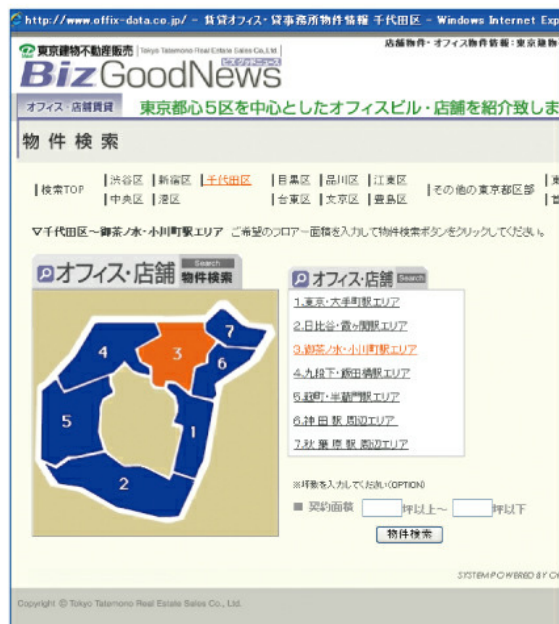 http://www.offix-data.co.jp/ - 賃貸オフィス・貸事務所物件情報 千代田区 - Windows Internet Exp
東京建物不動産販売 Tokyo Tatemono Real Estate Sales Co.,Ltd.
店舗物件・オフィス物件情報:東京建物
ビズ グッドニュース
BizGoodNews
オフィス・店舗賃貸
東京都心5区を中心としたオフィスビル・店舗を紹介致しま
物件検索
|検索TOP |渋谷区 |新宿区 |千代田区 |目黒区 |品川区 |江東区 |その他の東京都区部
|中央区 |港区 |台東区 |文京区 |豊島区
▽千代田区~御茶ノ水・小川町駅エリア ご希望のフロアー面積を入力して物件検索ボタンをクリックしてください。
オフィス・店舗 Search 物件検索
オフィス・店舗 Search
1.東京・大手町駅エリア
2.日比谷・霞ヶ関駅エリア
3.御茶ノ水・小川町駅エリア
4.九段下・飯田橋駅エリア
5.麹町・半蔵門駅エリア
6.神田駅周辺エリア
7.秋葉原駅周辺エリア
7
4
3
6
5
1
2
※坪数を入力してください(OPTION)
■ 契約面積 坪以上~ 坪以下
物件検索
SYSTEM POWERED BY
Copyright © Tokyo Tatemono Real Estate Sales Co., Ltd.